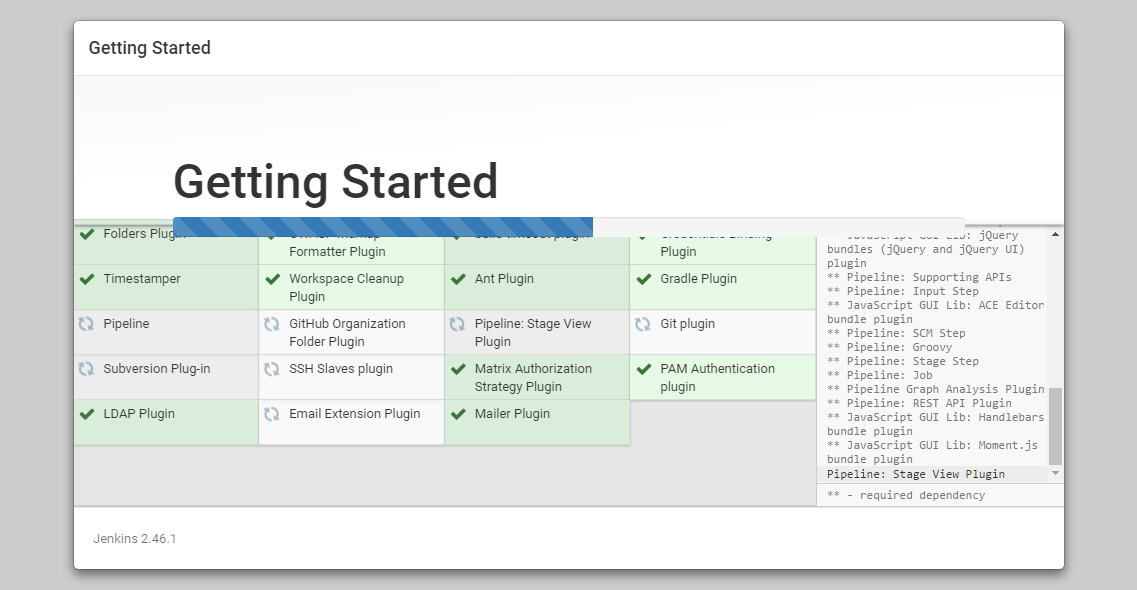 Getting Started
Getting Started
Folders Plugin
Formatter Plugin
Plugin
Timestamper
Workspace Cleanup
Plugin
Ant Plugin
Gradle Plugin
Pipeline
GitHub Organization
Folder Plugin
Pipeline: Stage View
Plugin
Git plugin
Subversion Plug-in
SSH Slaves plugin
Matrix Authorization
Strategy Plugin
PAM Authentication
plugin
LDAP Plugin
Email Extension Plugin
Mailer Plugin
** JavaScript GUI Lib: jQuery
bundles (jQuery and jQuery UI)
plugin
** Pipeline: Supporting APIs
** Pipeline: Input Step
** JavaScript GUI Lib: ACE Editor
bundle plugin
** Pipeline: SCM Step
** Pipeline: Groovy
** Pipeline: Stage Step
** Pipeline: Job
** Pipeline Graph Analysis Plugin
** Pipeline: REST API Plugin
** JavaScript GUI Lib: Handlebars
bundle plugin
** JavaScript GUI Lib: Moment.js
bundle plugin
Pipeline: Stage View Plugin
** - required dependency
Jenkins 2.46.1